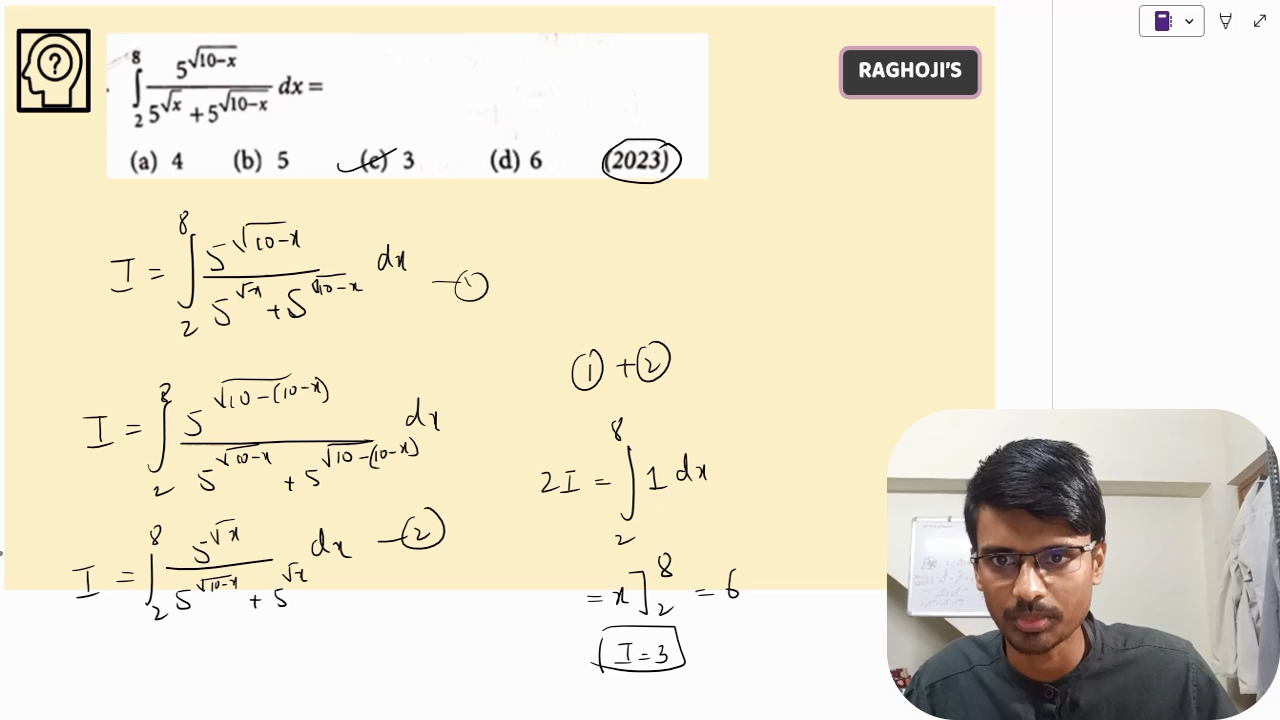 RAGHOJI'S
?
∫₂⁸ 5^√(10−x) / (5^√x + 5^√(10−x)) dx =
(a) 4 (b) 5 (c) 3 (d) 6 (2023)
I = ∫₂⁸ 5^√(10−x) / (5^√x + 5^√(10−x)) dx —①
I = ∫₂⁸ 5^√(10−(10−x)) / (5^√(10−x) + 5^√(10−(10−x))) dx
I = ∫₂⁸ 5^√x / (5^√(10−x) + 5^√x) dx —②
① + ②
2I = ∫₂⁸ 1 dx
= x]₂⁸ = 6
I = 3